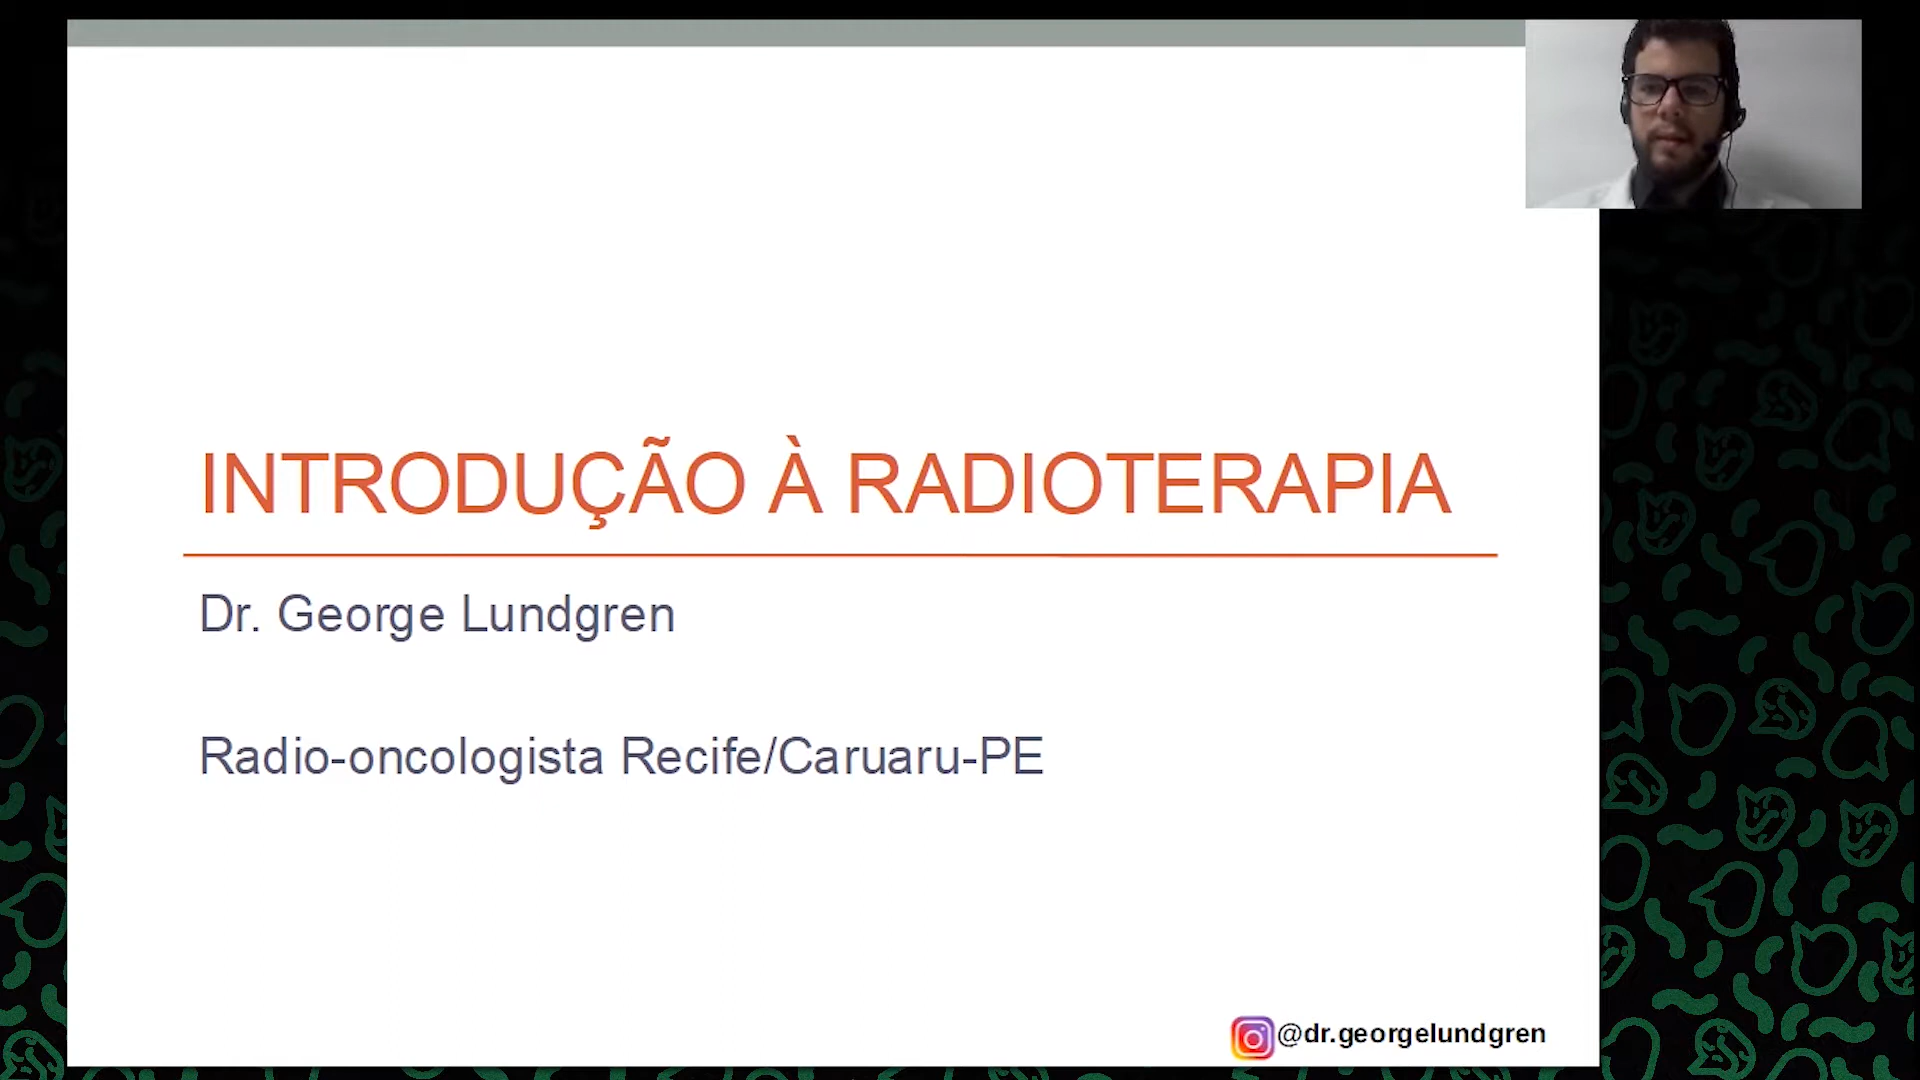 INTRODUÇÃO À RADIOTERAPIA
Dr. George Lundgren
Radio-oncologista Recife/Caruaru-PE
@dr.georgelundgren